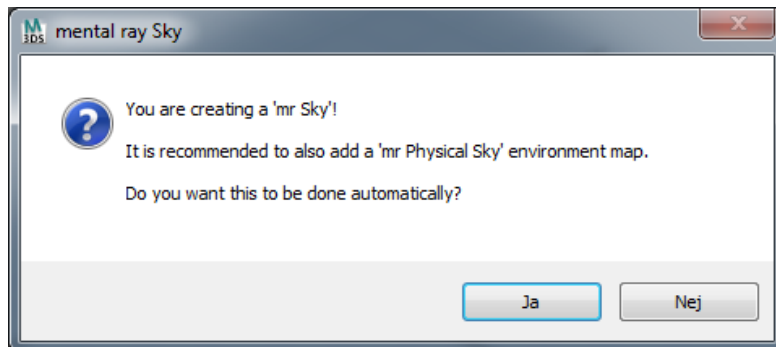 M
3DS
mental ray Sky
You are creating a 'mr Sky'!
It is recommended to also add a 'mr Physical Sky' environment map.
Do you want this to be done automatically?
Ja
Nej